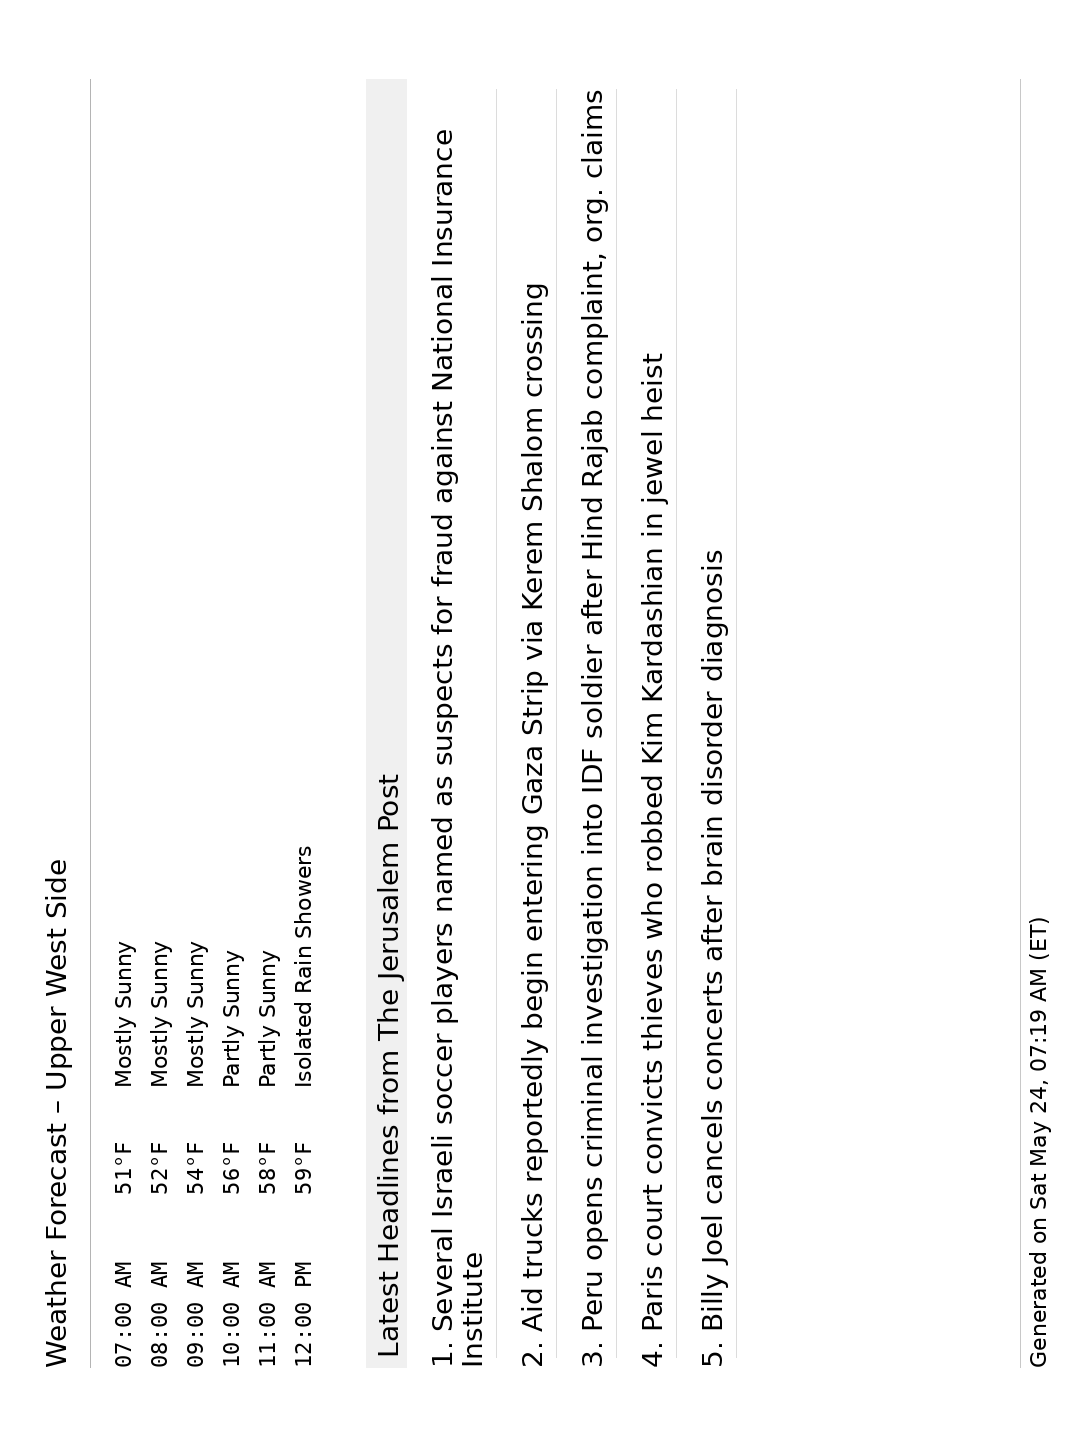 Weather Forecast – Upper West Side
07:00 AM 51°F Mostly Sunny
08:00 AM 52°F Mostly Sunny
09:00 AM 54°F Mostly Sunny
10:00 AM 56°F Partly Sunny
11:00 AM 58°F Partly Sunny
12:00 PM 59°F Isolated Rain Showers
Latest Headlines from The Jerusalem Post
1. Several Israeli soccer players named as suspects for fraud against National Insurance
Institute
2. Aid trucks reportedly begin entering Gaza Strip via Kerem Shalom crossing
3. Peru opens criminal investigation into IDF soldier after Hind Rajab complaint, org. claims
4. Paris court convicts thieves who robbed Kim Kardashian in jewel heist
5. Billy Joel cancels concerts after brain disorder diagnosis
Generated on Sat May 24, 07:19 AM (ET)